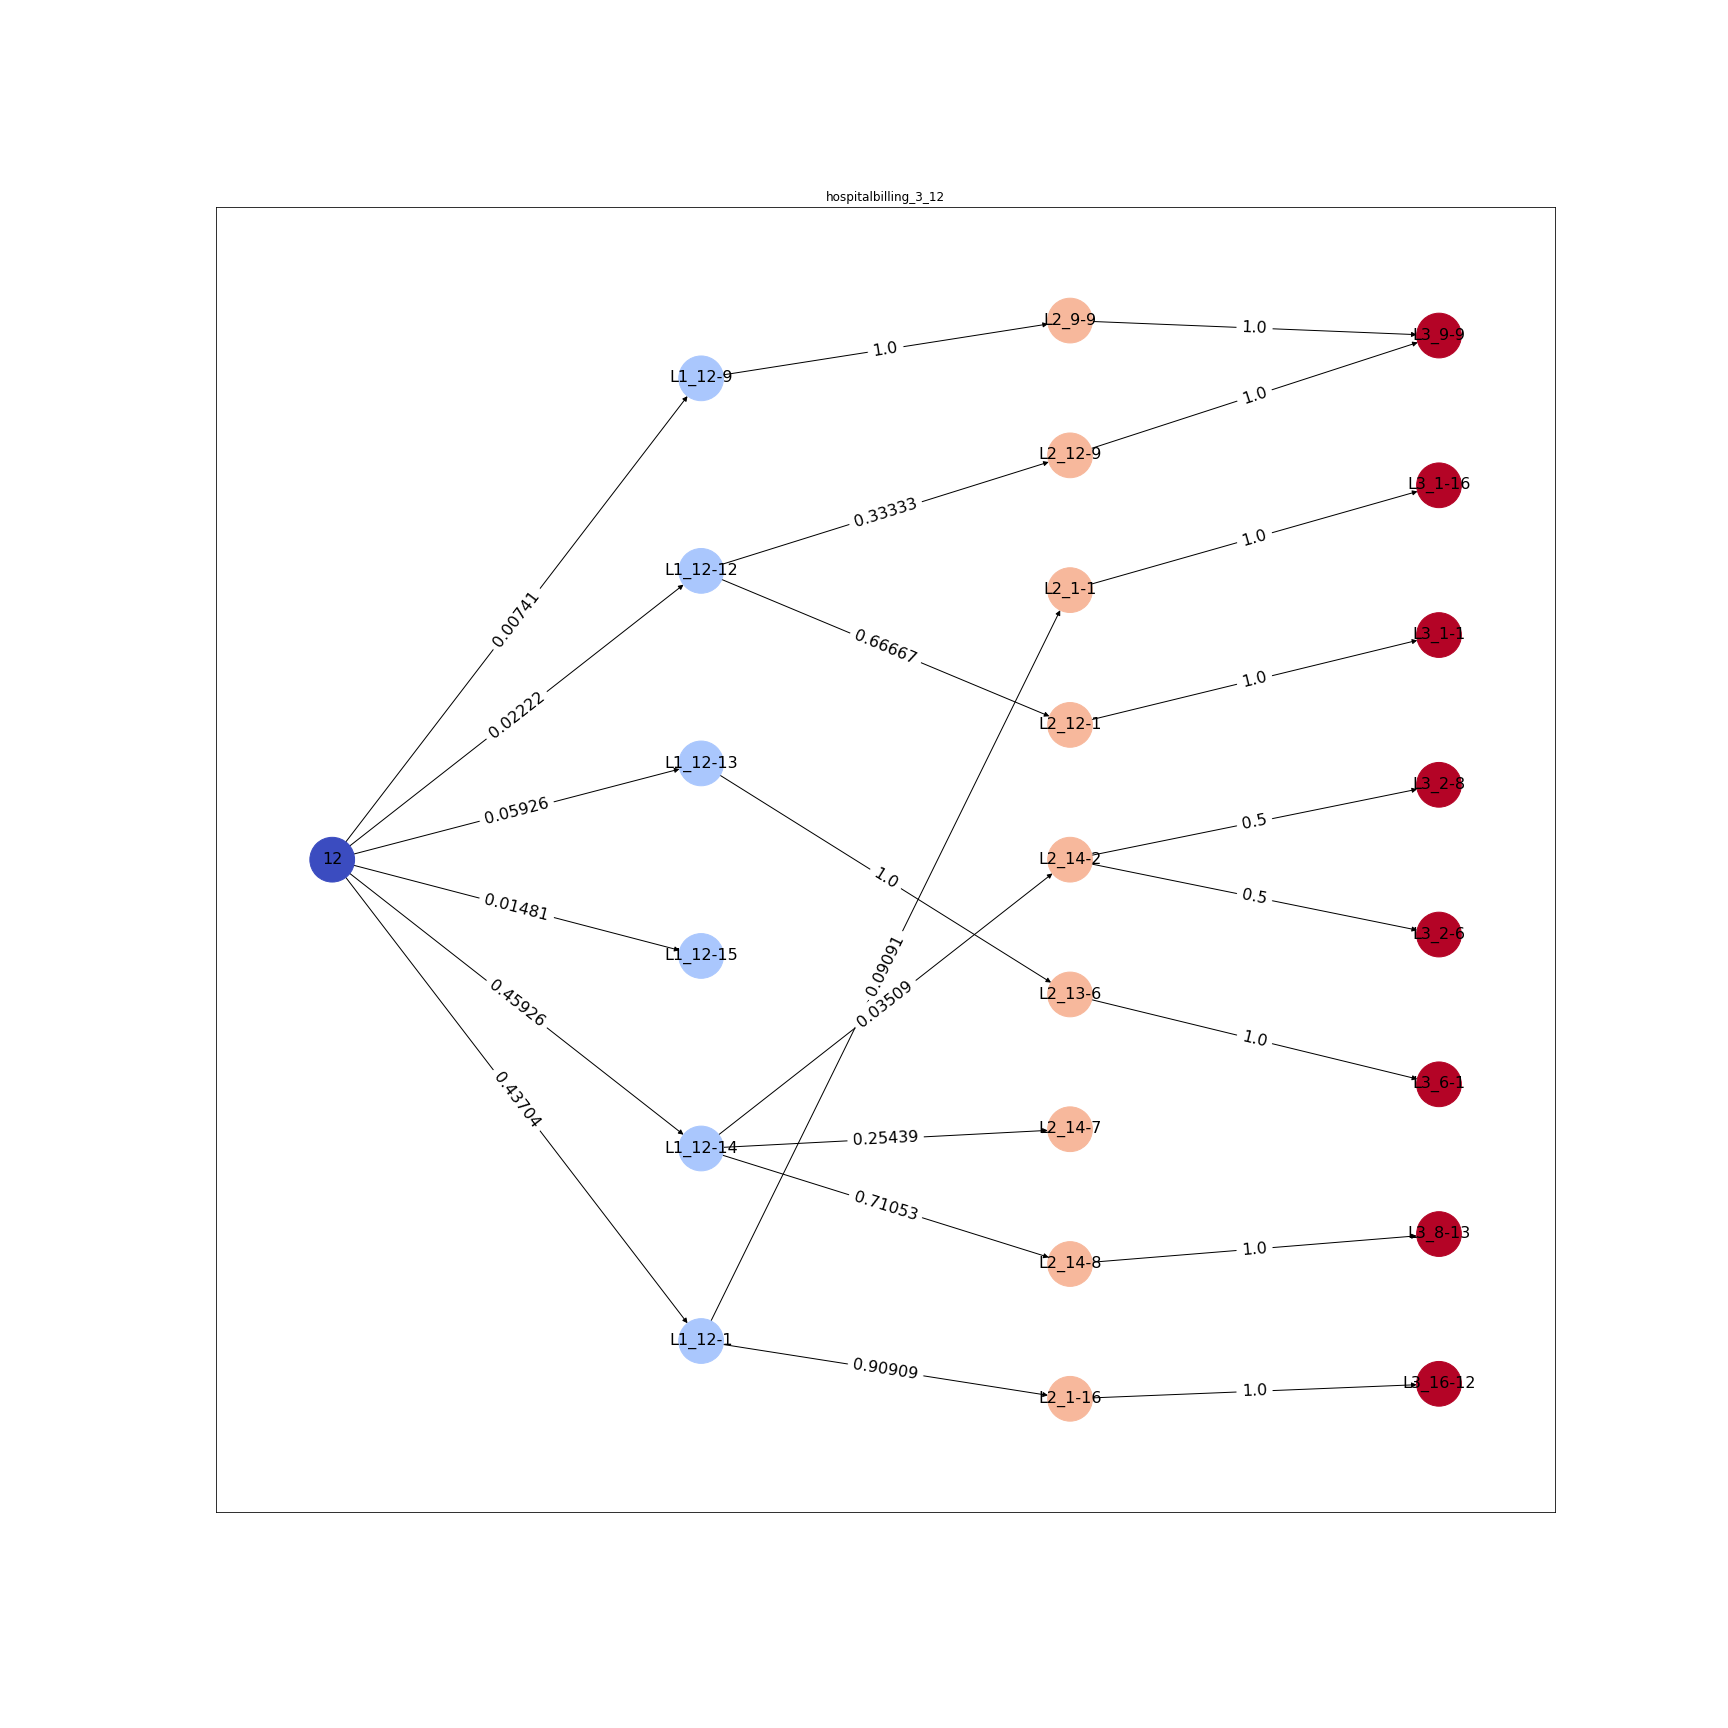 hospitalbilling_3_12
L2_9-9
1.0
L3_9-9
1.0
L1_12-9
1.0
L2_12-9
L3_1-16
0.33333
1.0
L1_12-12
L2_1-1
0.00741
L3_1-1
0.66667
1.0
0.02222
L2_12-1
L1_12-13
L3_2-8
0.05926
0.5
12
L2_14-2
1.0
0.5
0.01481
L3_2-6
L1_12-15
0.09091
L2_13-6
0.45926
0.03509
1.0
L3_6-1
0.43704
L2_14-7
0.25439
L1_12-14
0.71053
L3_8-13
1.0
L2_14-8
L1_12-1
0.90909
L3_16-12
1.0
L2_1-16